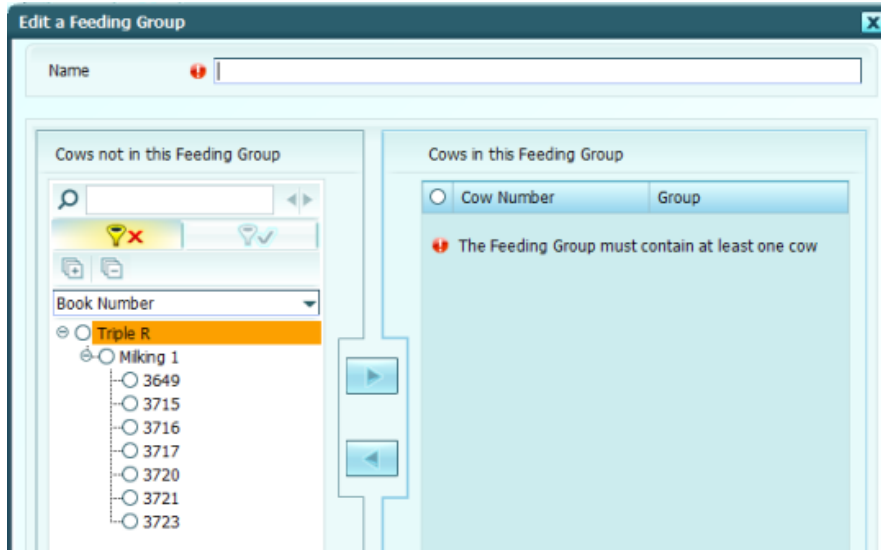 Edit a Feeding Group
Name
Cows not in this Feeding Group
Book Number
Triple R
Milking 1
3649
3715
3716
3717
3720
3721
3723
Cows in this Feeding Group
Cow Number Group
The Feeding Group must contain at least one cow